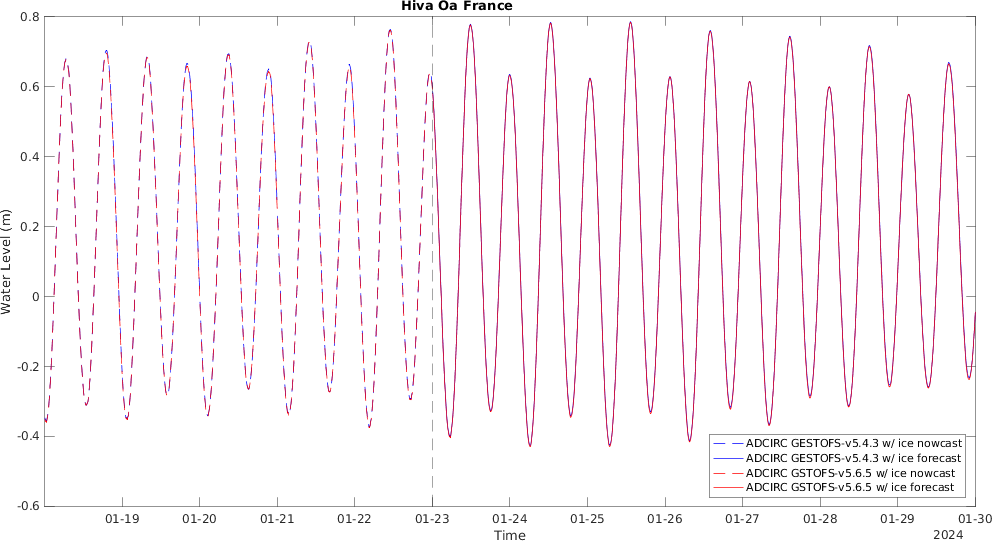 Hiva Oa France
0.8
0.6
0.4
0.2
0
-0.2
-0.4
-0.6
Water Level (m)
01-19 01-20 01-21 01-22 01-23 01-24 01-25 01-26 01-27 01-28 01-29 01-30
Time
2024
ADCIRC GESTOFS-v5.4.3 w/ ice nowcast
ADCIRC GESTOFS-v5.4.3 w/ ice forecast
ADCIRC GSTOFS-v5.6.5 w/ ice nowcast
ADCIRC GSTOFS-v5.6.5 w/ ice forecast